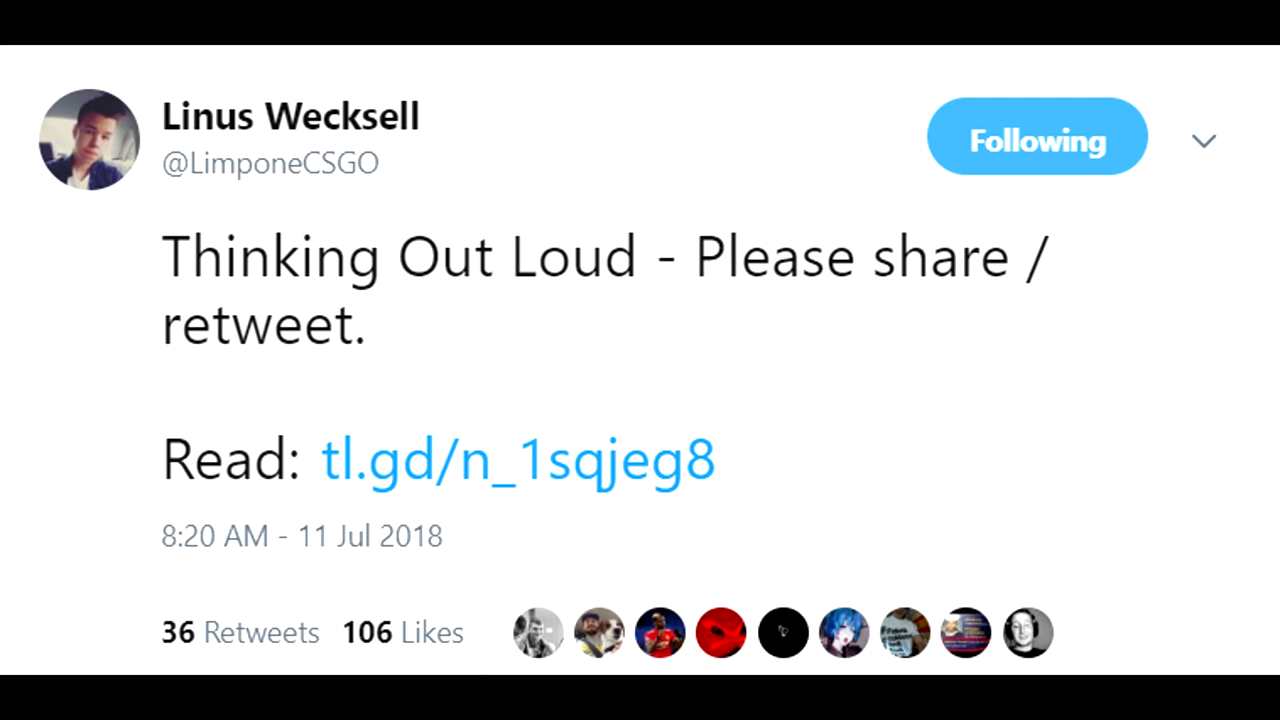 Linus Wecksell
@LimponeCSGO
Following
Thinking Out Loud - Please share /
retweet.
Read: tl.gd/n_1sqjeg8
8:20 AM - 11 Jul 2018
36 Retweets 106 Likes